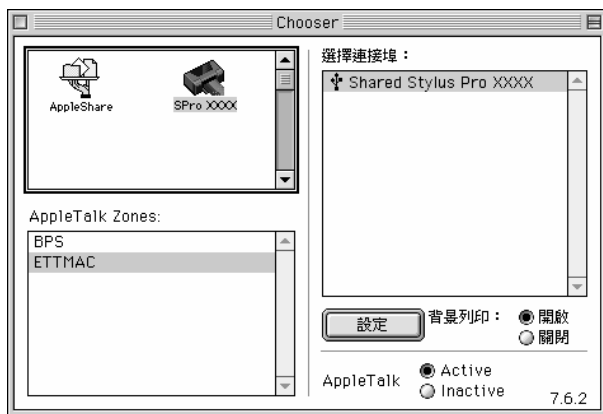 Chooser
AppleShare
SPro XXXX
AppleTalk Zones:
BPS
ETTMAC
選擇連接埠：
Shared Stylus Pro XXXX
設定
背景列印：
開啟
關閉
AppleTalk
Active
Inactive
7.6.2